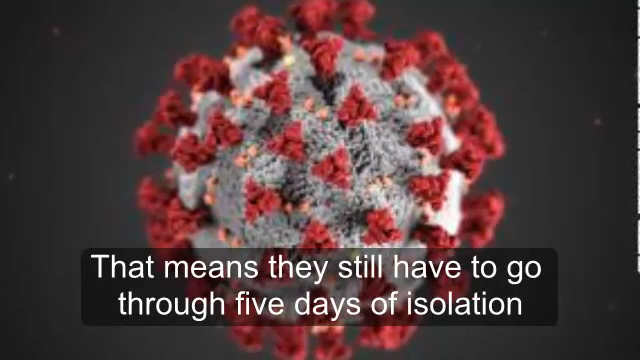 That means they still have to go
through five days of isolation